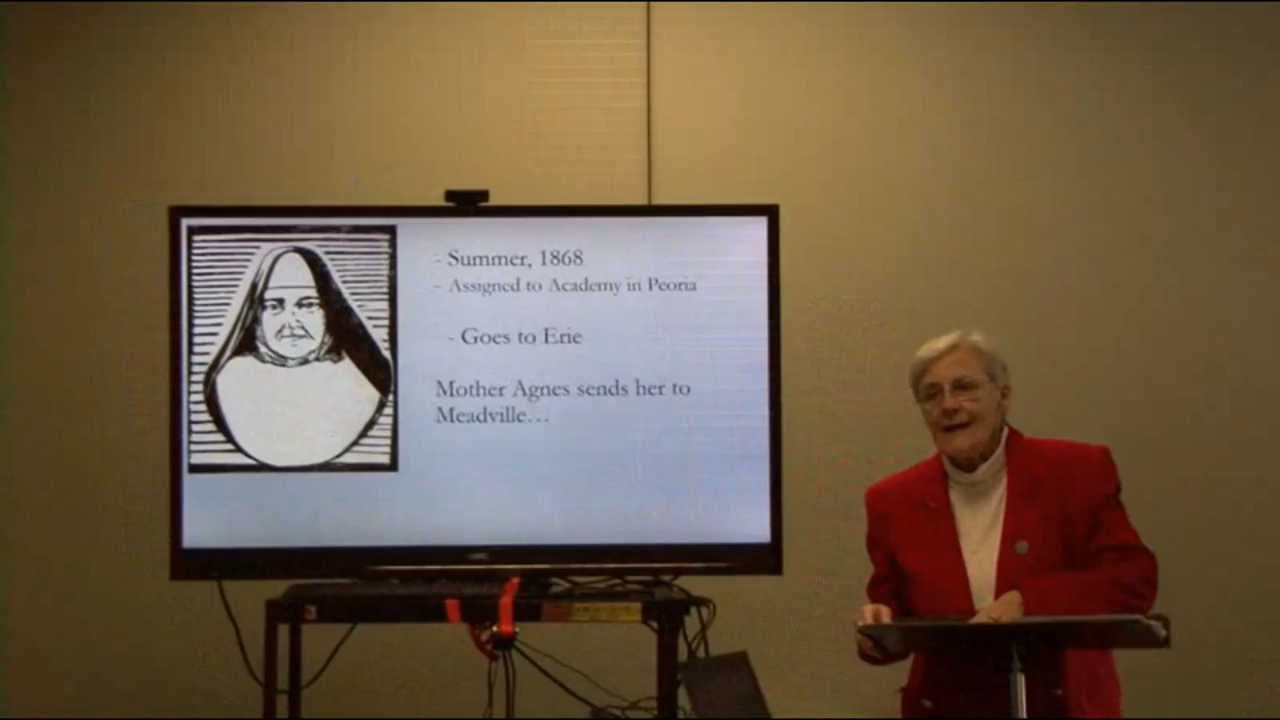 - Summer, 1868
- Assigned to Academy in Peoria
- Goes to Erie
Mother Agnes sends her to
Meadville...